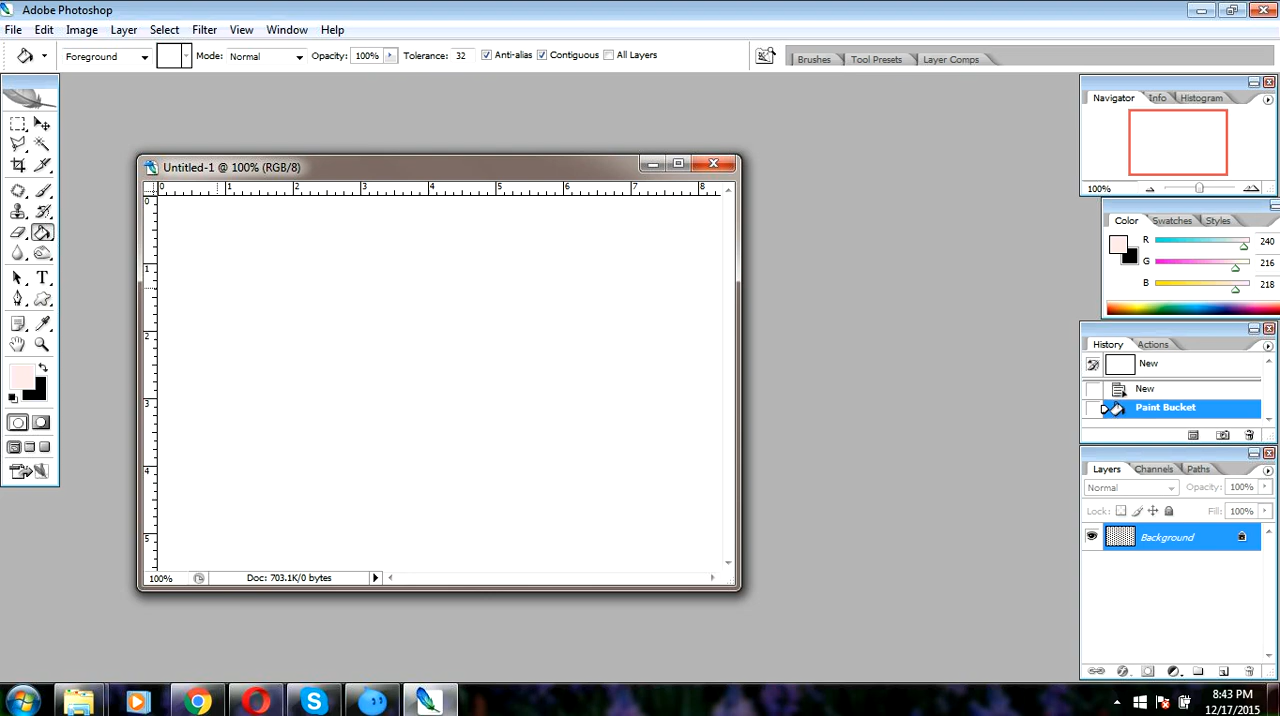 Adobe Photoshop
File Edit Image Layer Select Filter View Window Help
Foreground Mode: Normal Opacity: 100% Tolerance: 32 Anti-alias Contiguous All Layers Brushes Tool Presets Layer Comps
Navigator Info Histogram
100%
Untitled-1 @ 100% (RGB/8)
0 1 2 3 4 5 6 7 8
0
1
2
3
4
5
Color Swatches Styles
R 240
G 216
B 218
History Actions
New
New
Paint Bucket
Layers Channels Paths
Normal Opacity: 100%
Lock: Fill: 100%
Background
100% Doc: 703.1K/0 bytes
8:43 PM
12/17/2015